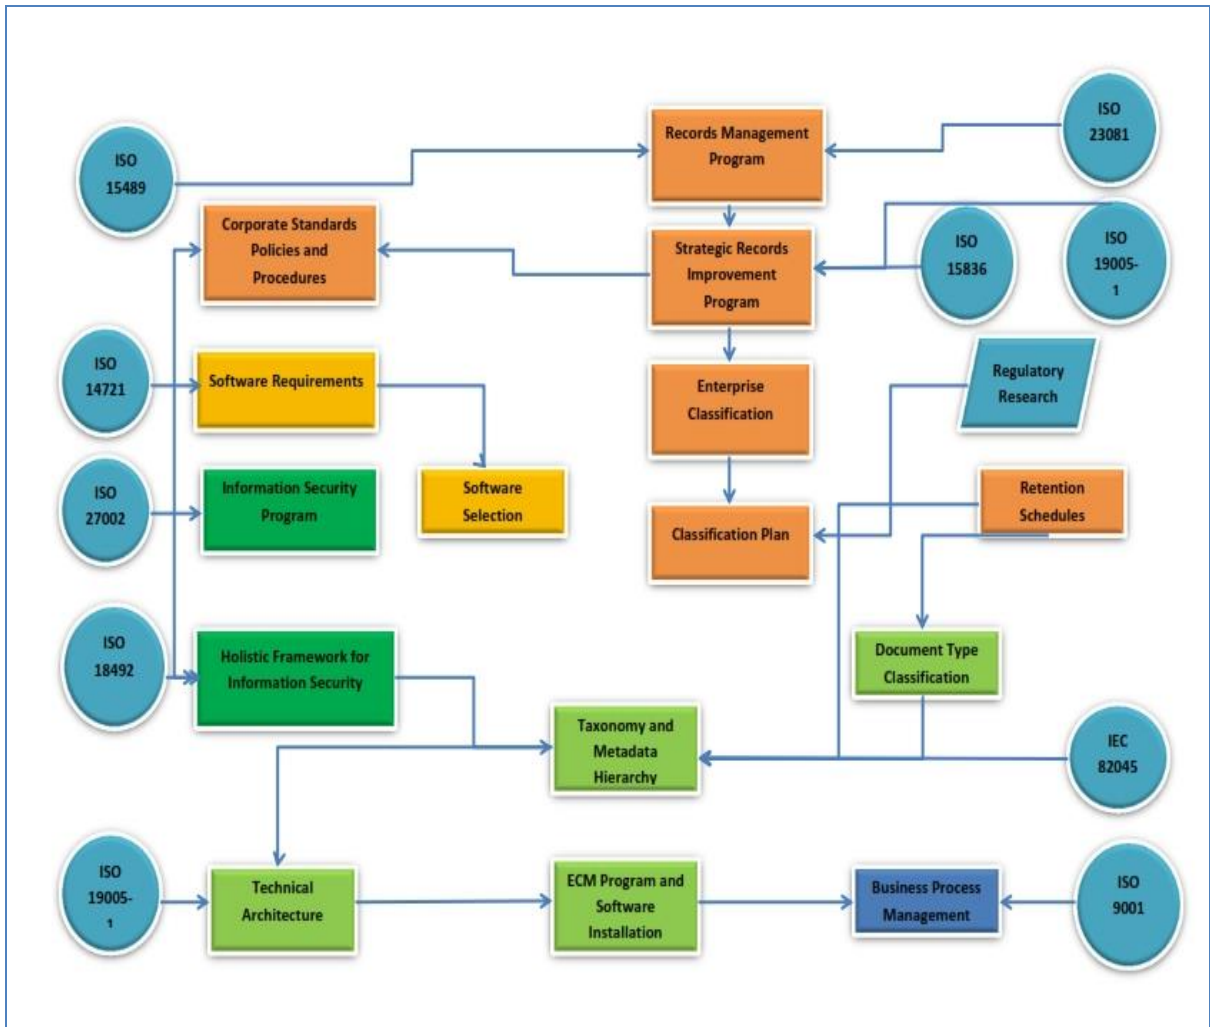 ISO
23081
Records Management
Program
ISO
15489
Corporate Standards
Policies and
Procedures
Strategic Records
Improvement
Program
ISO
15836
ISO
19005-
1
ISO
14721
Software Requirements
Enterprise
Classification
Regulatory
Research
ISO
27002
Information Security
Program
Software
Selection
Classification Plan
Retention
Schedules
ISO
18492
Holistic Framework for
Information Security
Document Type
Classification
Taxonomy and
Metadata
Hierarchy
IEC
82045
ISO
19005-
1
Technical
Architecture
ECM Program and
Software
Installation
Business Process
Management
ISO
9001